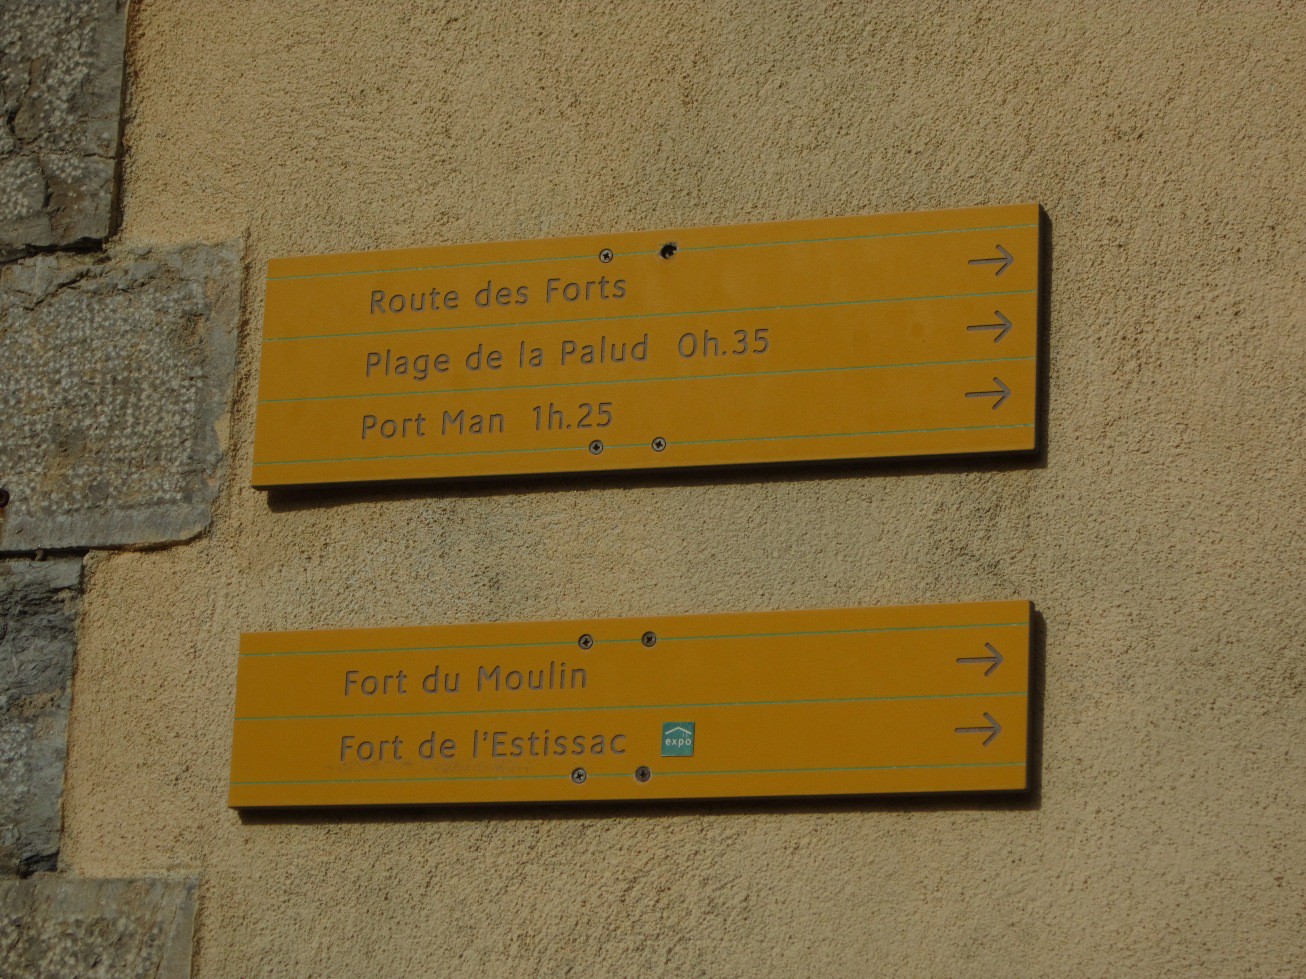 Route des Forts →
Plage de la Palud 0h.35 →
Port Man 1h.25 →
Fort du Moulin →
Fort de l'Estissac expo →